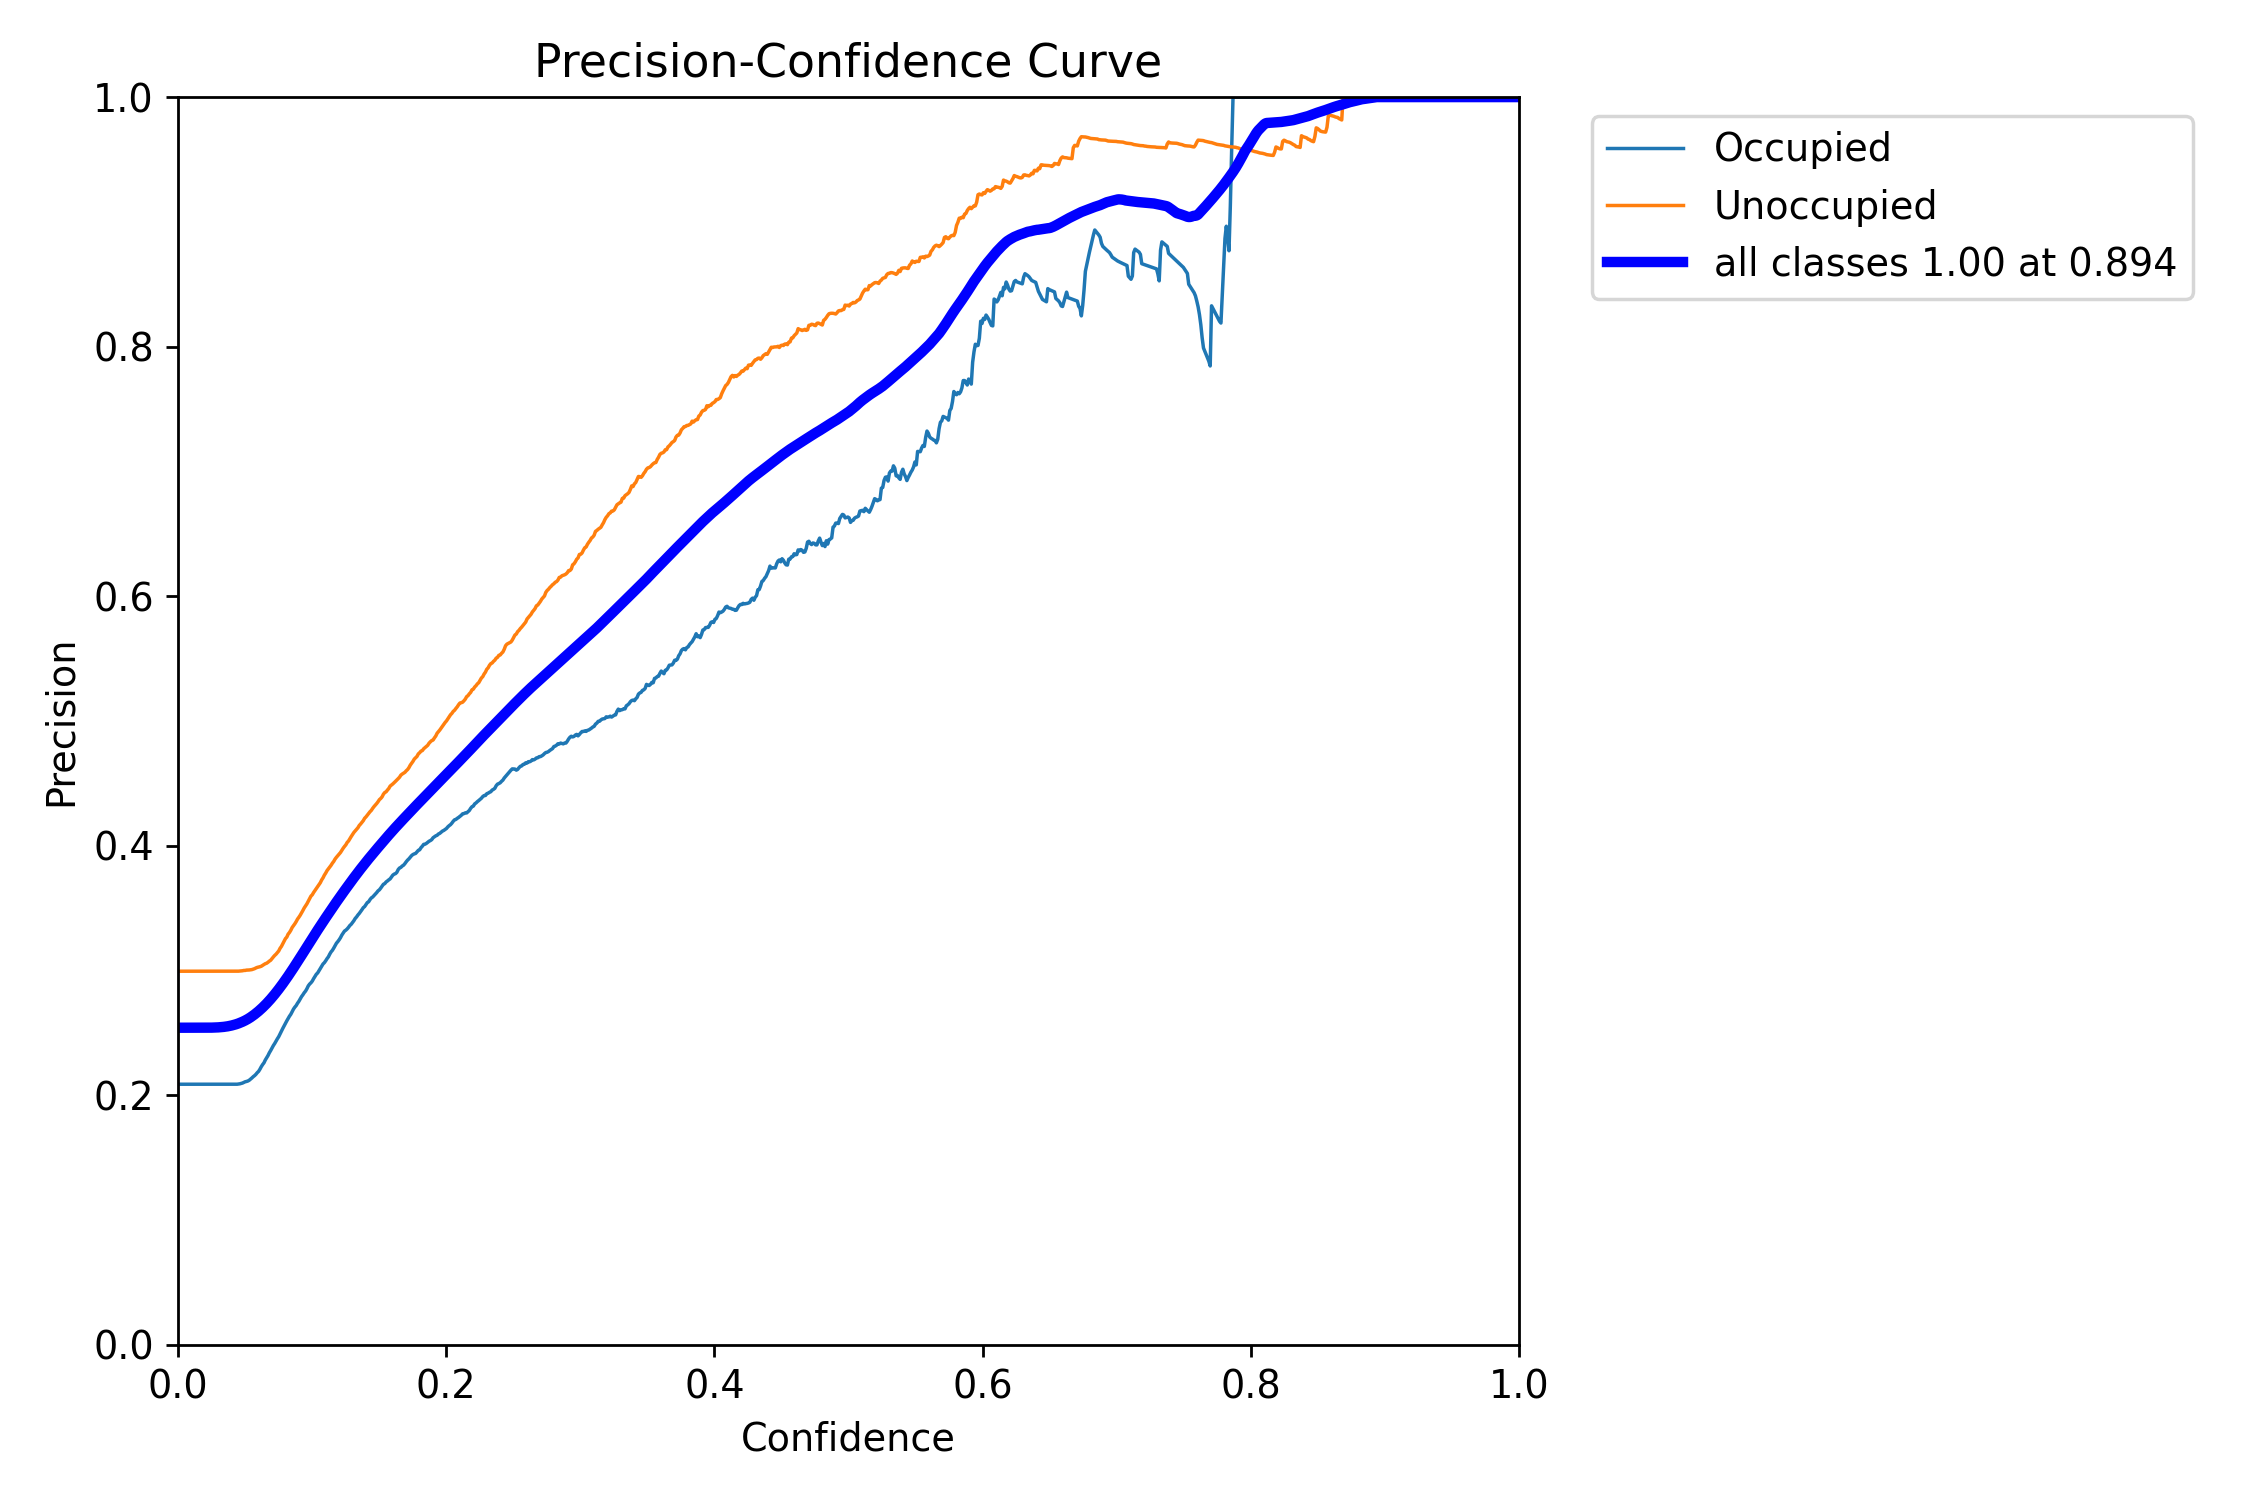 Precision-Confidence Curve
1.0
0.8
0.6
0.4
0.2
0.0
Precision
0.0 0.2 0.4 0.6 0.8 1.0
Confidence
Occupied
Unoccupied
all classes 1.00 at 0.894